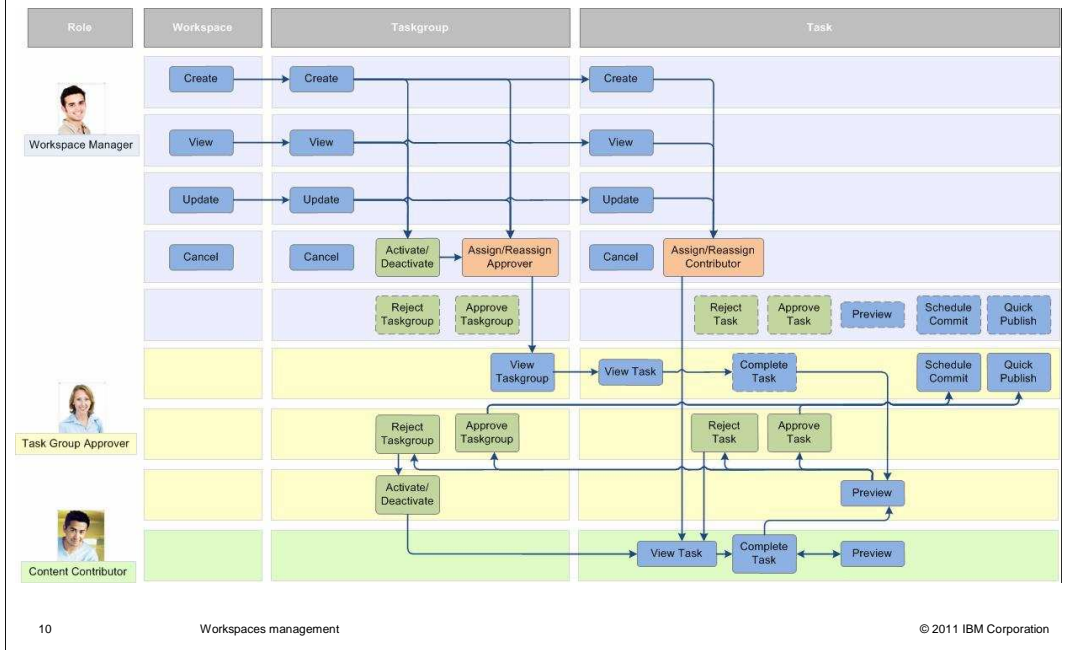 Role
Workspace
Taskgroup
Task
Create
Create
Create
Workspace Manager
View
View
View
Update
Update
Update
Cancel
Cancel
Activate/
Deactivate
Assign/Reassign
Approver
Cancel
Assign/Reassign
Contributor
Reject
Taskgroup
Approve
Taskgroup
Reject
Task
Approve
Task
Preview
Schedule
Commit
Quick
Publish
View
Taskgroup
View Task
Complete
Task
Schedule
Commit
Quick
Publish
Task Group Approver
Reject
Taskgroup
Approve
Taskgroup
Reject
Task
Approve
Task
Activate/
Deactivate
Preview
Content Contributor
View Task
Complete
Task
Preview
10
Workspaces management
© 2011 IBM Corporation